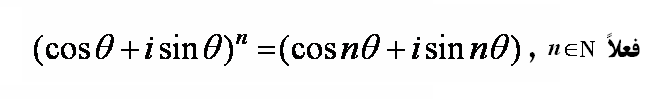 (cosθ + i sinθ)ⁿ = (cos nθ + i sin nθ) , n∈N فعلاً